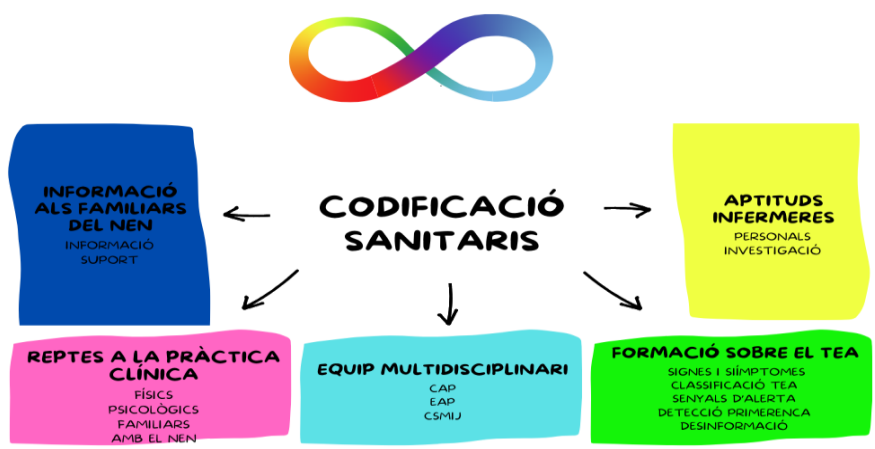 CODIFICACIÓ
SANITARIS
INFORMACIÓ
ALS FAMILIARS
DEL NEN
INFORMACIÓ
SUPORT
APTITUDS
INFERMERES
PERSONALS
INVESTIGACIÓ
REPTES A LA PRÀCTICA
CLÍNICA
FÍSICS
PSICOLÒGICS
FAMILIARS
AMB EL NEN
EQUIP MULTIDISCIPLINARI
CAP
EAP
CSMIJ
FORMACIÓ SOBRE EL TEA
SIGNES I SIÍMPTOMES
CLASSIFICACIÓ TEA
SENYALS D'ALERTA
DETECCIÓ PRIMERENCA
DESINFORMACIÓ